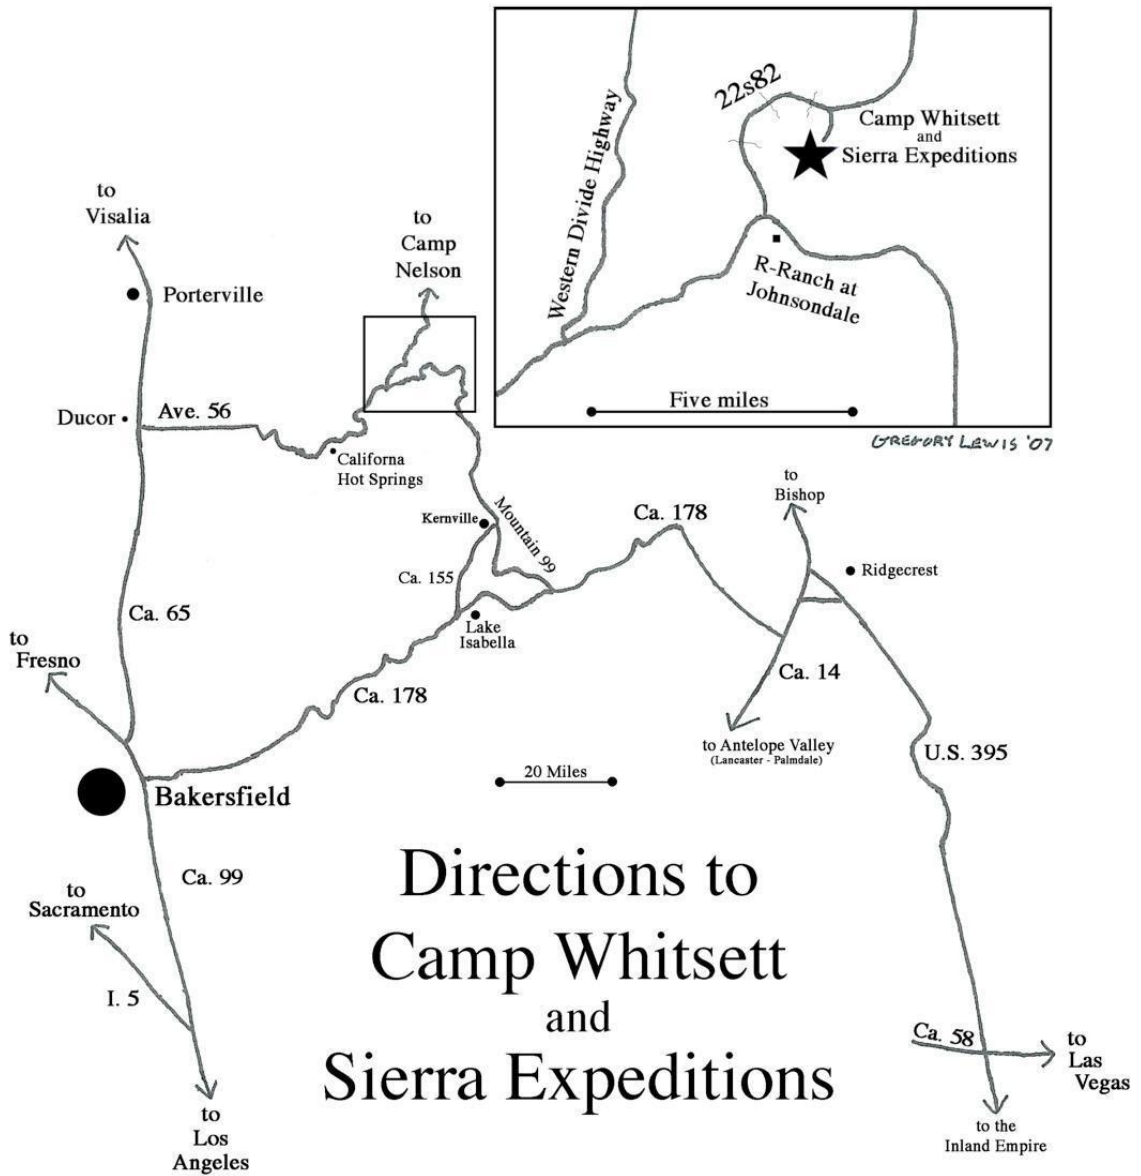 22s82
Camp Whitsett
and
Sierra Expeditions
Western Divide Highway
R-Ranch at
Johnsondale
Five miles
GREGORY LEWIS '07
to
Visalia
to
Camp
Nelson
Porterville
Ducor
Ave. 56
Californa
Hot Springs
Kernville
Mountain 99
Ca. 178
to
Bishop
Ridgecrest
Ca. 155
Lake
Isabella
Ca. 65
to
Fresno
Ca. 178
Ca. 14
to Antelope Valley
(Lancaster - Palmdale)
U.S. 395
20 Miles
Bakersfield
Ca. 99
to
Sacramento
I. 5
Directions to
Camp Whitsett
and
Sierra Expeditions
Ca. 58
to
Las
Vegas
to
Los
Angeles
to the
Inland Empire